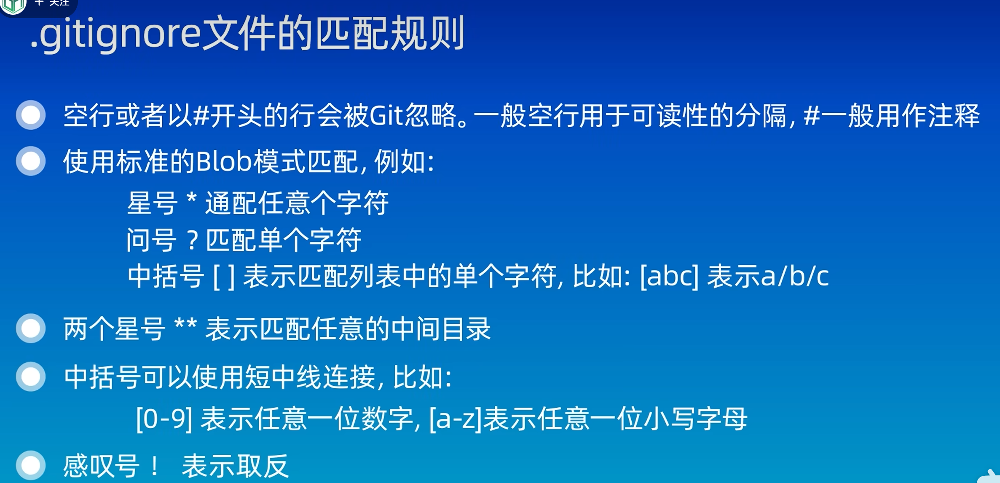 + 关注
.gitignore文件的匹配规则
空行或者以#开头的行会被Git忽略。一般空行用于可读性的分隔, #一般用作注释
使用标准的Blob模式匹配, 例如:
星号 * 通配任意个字符
问号 ? 匹配单个字符
中括号 [ ] 表示匹配列表中的单个字符, 比如: [abc] 表示a/b/c
两个星号 ** 表示匹配任意的中间目录
中括号可以使用短中线连接, 比如:
[0-9] 表示任意一位数字, [a-z]表示任意一位小写字母
感叹号 ! 表示取反